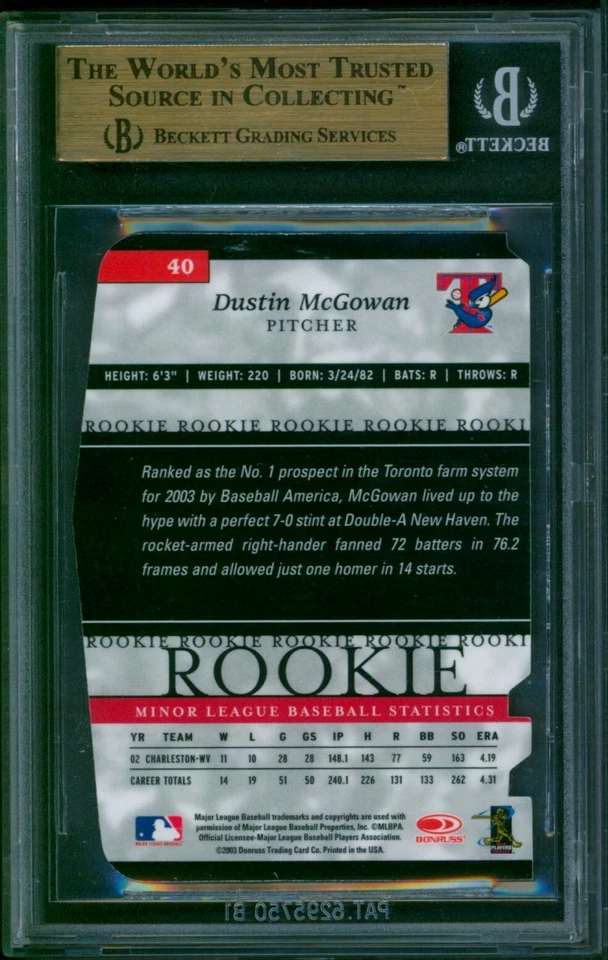 THE WORLD'S MOST TRUSTED
SOURCE IN COLLECTING™
B BECKETT GRADING SERVICES
B
BECKETT®
40
Dustin McGowan
PITCHER
HEIGHT: 6'3" | WEIGHT: 220 | BORN: 3/24/82 | BATS: R | THROWS: R
ROOKIE ROOKIE ROOKIE ROOKIE ROOKI
Ranked as the No. 1 prospect in the Toronto farm system
for 2003 by Baseball America, McGowan lived up to the
hype with a perfect 7-0 stint at Double-A New Haven. The
rocket-armed right-hander fanned 72 batters in 76.2
frames and allowed just one homer in 14 starts.
ROOKIE ROOKIE ROOKIE ROOKIE ROOKI
ROOKIE
MINOR LEAGUE BASEBALL STATISTICS
YR TEAM W L G GS IP H R BB SO ERA
02 CHARLESTON-WV 11 10 28 28 148.1 143 77 59 163 4.19
CAREER TOTALS 14 19 51 50 240.1 226 131 133 262 4.31
Major League Baseball trademarks and copyrights are used with
permission of Major League Baseball Properties, Inc. ©MLBPA.
Official Licensee-Major League Baseball Players Association.
©2003 Donruss Trading Card Co. Printed in the USA.
MAJOR LEAGUE BASEBALL
DONRUSS
PLAYERS
PAT.6295750 B1